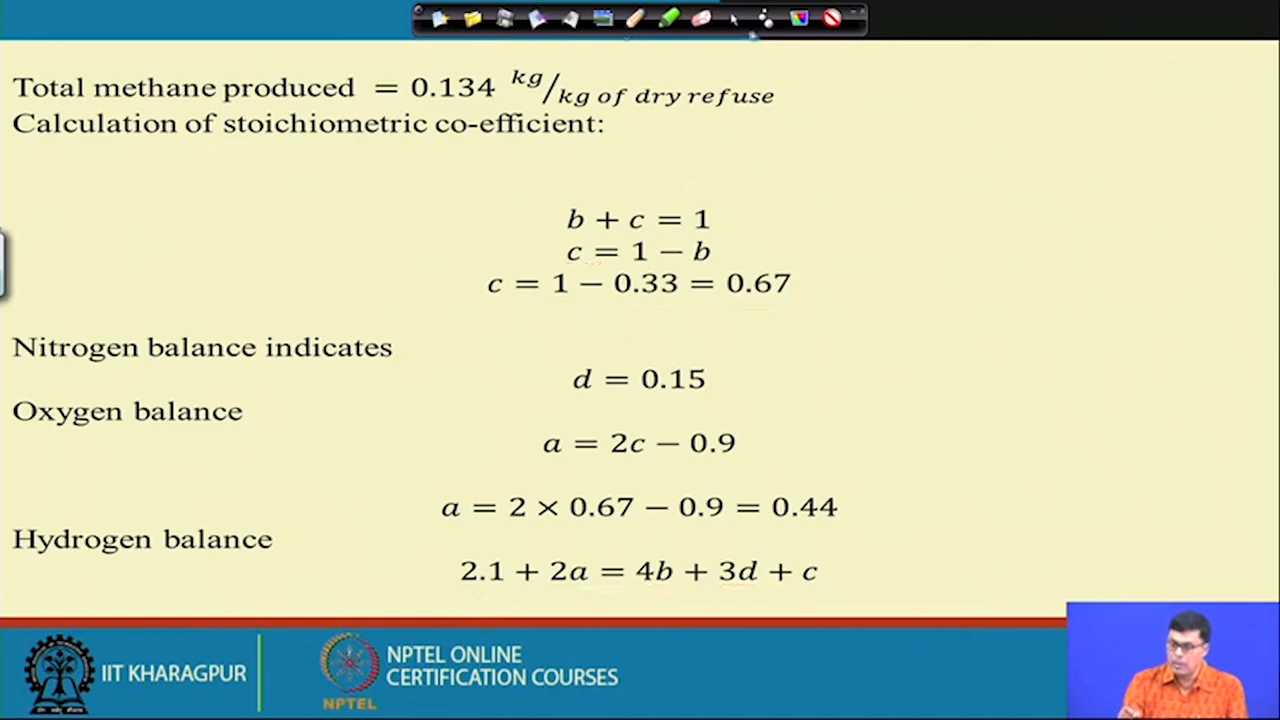 Total methane produced = 0.134 kg/kg of dry refuse
Calculation of stoichiometric co-efficient:
b + c = 1
c = 1 − b
c = 1 − 0.33 = 0.67
Nitrogen balance indicates
d = 0.15
Oxygen balance
a = 2c − 0.9
a = 2 × 0.67 − 0.9 = 0.44
Hydrogen balance
2.1 + 2a = 4b + 3d + c
IIT KHARAGPUR
NPTEL
NPTEL ONLINE
CERTIFICATION COURSES